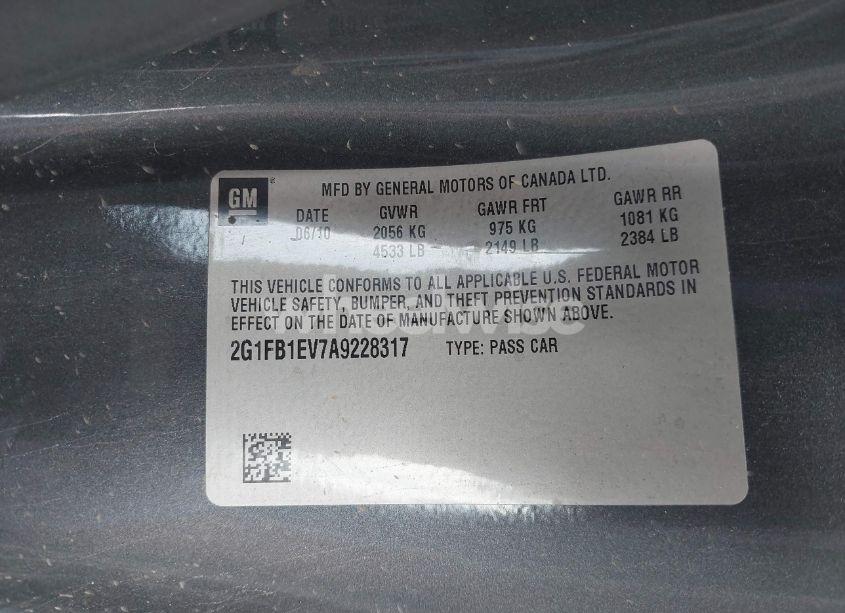 GM
MFD BY GENERAL MOTORS OF CANADA LTD.
DATE GVWR GAWR FRT GAWR RR
06/10 2056 KG 975 KG 1081 KG
4533 LB 2149 LB 2384 LB
THIS VEHICLE CONFORMS TO ALL APPLICABLE U.S. FEDERAL MOTOR
VEHICLE SAFETY, BUMPER, AND THEFT PREVENTION STANDARDS IN
EFFECT ON THE DATE OF MANUFACTURE SHOWN ABOVE.
2G1FB1EV7A9228317 TYPE: PASS CAR